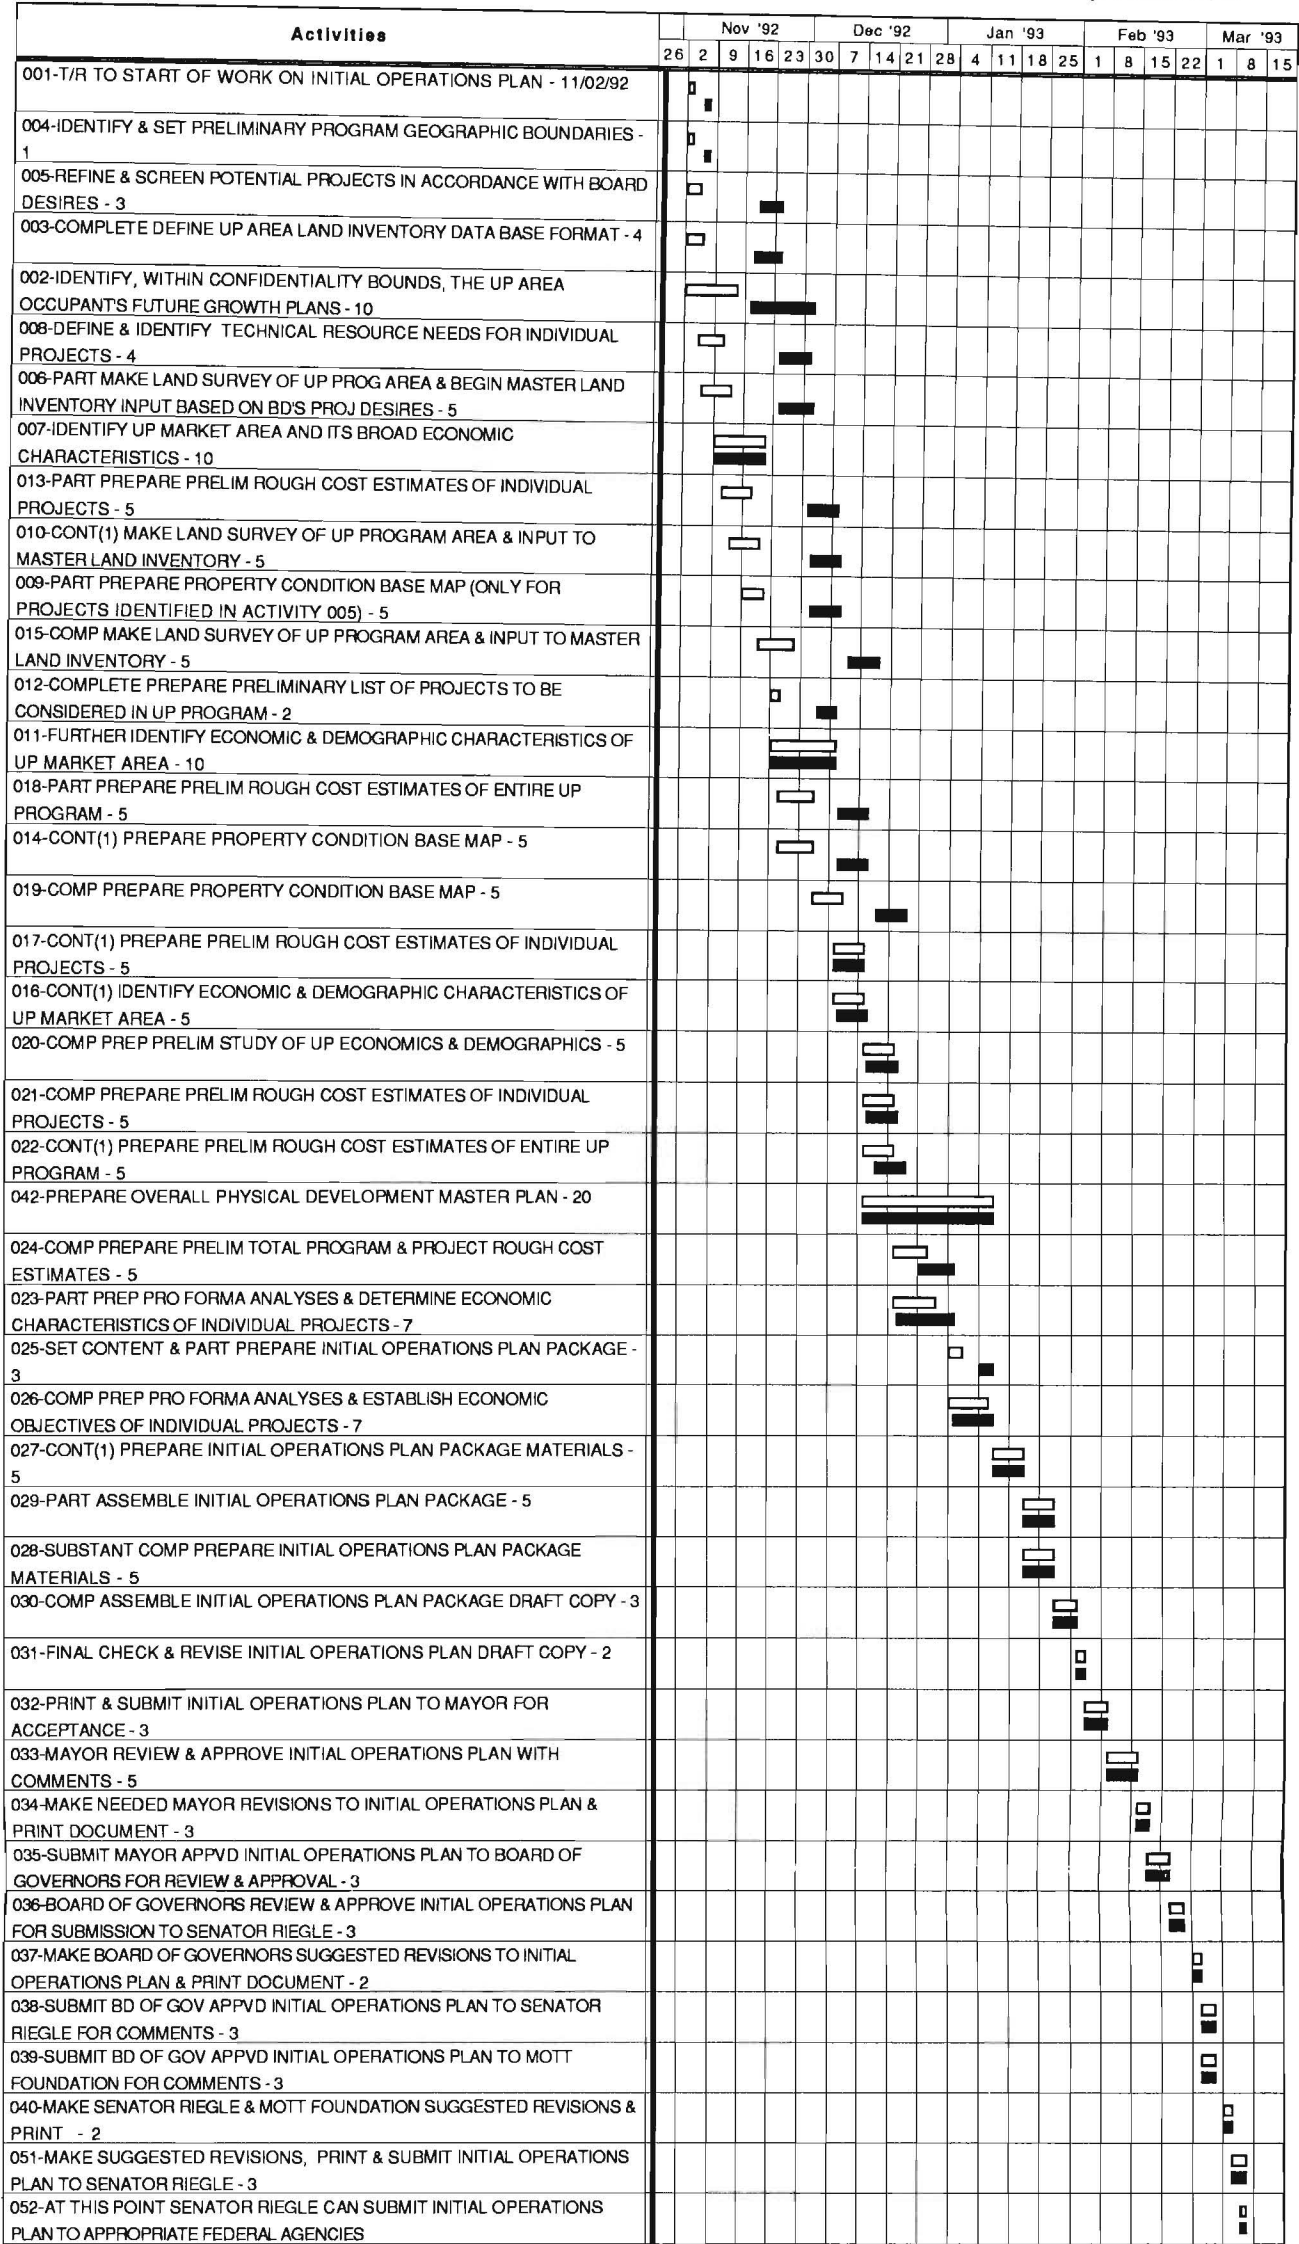 Activities
Nov '92 Dec '92 Jan '93 Feb '93 Mar '93
26 2 9 16 23 30 7 14 21 28 4 11 18 25 1 8 15 22 1 8 15
001-T/R TO START OF WORK ON INITIAL OPERATIONS PLAN - 11/02/92
004-IDENTIFY & SET PRELIMINARY PROGRAM GEOGRAPHIC BOUNDARIES -
1
005-REFINE & SCREEN POTENTIAL PROJECTS IN ACCORDANCE WITH BOARD
DESIRES - 3
003-COMPLETE DEFINE UP AREA LAND INVENTORY DATA BASE FORMAT - 4
002-IDENTIFY, WITHIN CONFIDENTIALITY BOUNDS, THE UP AREA
OCCUPANTS FUTURE GROWTH PLANS - 10
008-DEFINE & IDENTIFY TECHNICAL RESOURCE NEEDS FOR INDIVIDUAL
PROJECTS - 4
006-PART MAKE LAND SURVEY OF UP PROG AREA & BEGIN MASTER LAND
INVENTORY INPUT BASED ON BD'S PROJ DESIRES - 5
007-IDENTIFY UP MARKET AREA AND ITS BROAD ECONOMIC
CHARACTERISTICS - 10
013-PART PREPARE PRELIM ROUGH COST ESTIMATES OF INDIVIDUAL
PROJECTS - 5
010-CONT(1) MAKE LAND SURVEY OF UP PROGRAM AREA & INPUT TO
MASTER LAND INVENTORY - 5
009-PART PREPARE PROPERTY CONDITION BASE MAP (ONLY FOR
PROJECTS IDENTIFIED IN ACTIVITY 005) - 5
015-COMP MAKE LAND SURVEY OF UP PROGRAM AREA & INPUT TO MASTER
LAND INVENTORY - 5
012-COMPLETE PREPARE PRELIMINARY LIST OF PROJECTS TO BE
CONSIDERED IN UP PROGRAM - 2
011-FURTHER IDENTIFY ECONOMIC & DEMOGRAPHIC CHARACTERISTICS OF
UP MARKET AREA - 10
018-PART PREPARE PRELIM ROUGH COST ESTIMATES OF ENTIRE UP
PROGRAM - 5
014-CONT(1) PREPARE PROPERTY CONDITION BASE MAP - 5
019-COMP PREPARE PROPERTY CONDITION BASE MAP - 5
017-CONT(1) PREPARE PRELIM ROUGH COST ESTIMATES OF INDIVIDUAL
PROJECTS - 5
016-CONT(1) IDENTIFY ECONOMIC & DEMOGRAPHIC CHARACTERISTICS OF
UP MARKET AREA - 5
020-COMP PREP PRELIM STUDY OF UP ECONOMICS & DEMOGRAPHICS - 5
021-COMP PREPARE PRELIM ROUGH COST ESTIMATES OF INDIVIDUAL
PROJECTS - 5
022-CONT(1) PREPARE PRELIM ROUGH COST ESTIMATES OF ENTIRE UP
PROGRAM - 5
042-PREPARE OVERALL PHYSICAL DEVELOPMENT MASTER PLAN - 20
024-COMP PREPARE PRELIM TOTAL PROGRAM & PROJECT ROUGH COST
ESTIMATES - 5
023-PART PREP PRO FORMA ANALYSES & DETERMINE ECONOMIC
CHARACTERISTICS OF INDIVIDUAL PROJECTS - 7
025-SET CONTENT & PART PREPARE INITIAL OPERATIONS PLAN PACKAGE -
3
026-COMP PREP PRO FORMA ANALYSES & ESTABLISH ECONOMIC
OBJECTIVES OF INDIVIDUAL PROJECTS - 7
027-CONT(1) PREPARE INITIAL OPERATIONS PLAN PACKAGE MATERIALS -
5
029-PART ASSEMBLE INITIAL OPERATIONS PLAN PACKAGE - 5
028-SUBSTANT COMP PREPARE INITIAL OPERATIONS PLAN PACKAGE
MATERIALS - 5
030-COMP ASSEMBLE INITIAL OPERATIONS PLAN PACKAGE DRAFT COPY - 3
031-FINAL CHECK & REVISE INITIAL OPERATIONS PLAN DRAFT COPY - 2
032-PRINT & SUBMIT INITIAL OPERATIONS PLAN TO MAYOR FOR
ACCEPTANCE - 3
033-MAYOR REVIEW & APPROVE INITIAL OPERATIONS PLAN WITH
COMMENTS - 5
034-MAKE NEEDED MAYOR REVISIONS TO INITIAL OPERATIONS PLAN &
PRINT DOCUMENT - 3
035-SUBMIT MAYOR APPVD INITIAL OPERATIONS PLAN TO BOARD OF
GOVERNORS FOR REVIEW & APPROVAL - 3
036-BOARD OF GOVERNORS REVIEW & APPROVE INITIAL OPERATIONS PLAN
FOR SUBMISSION TO SENATOR RIEGLE - 3
037-MAKE BOARD OF GOVERNORS SUGGESTED REVISIONS TO INITIAL
OPERATIONS PLAN & PRINT DOCUMENT - 2
038-SUBMIT BD OF GOV APPVD INITIAL OPERATIONS PLAN TO SENATOR
RIEGLE FOR COMMENTS - 3
039-SUBMIT BD OF GOV APPVD INITIAL OPERATIONS PLAN TO MOTT
FOUNDATION FOR COMMENTS - 3
040-MAKE SENATOR RIEGLE & MOTT FOUNDATION SUGGESTED REVISIONS &
PRINT - 2
051-MAKE SUGGESTED REVISIONS, PRINT & SUBMIT INITIAL OPERATIONS
PLAN TO SENATOR RIEGLE - 3
052-AT THIS POINT SENATOR RIEGLE CAN SUBMIT INITIAL OPERATIONS
PLAN TO APPROPRIATE FEDERAL AGENCIES